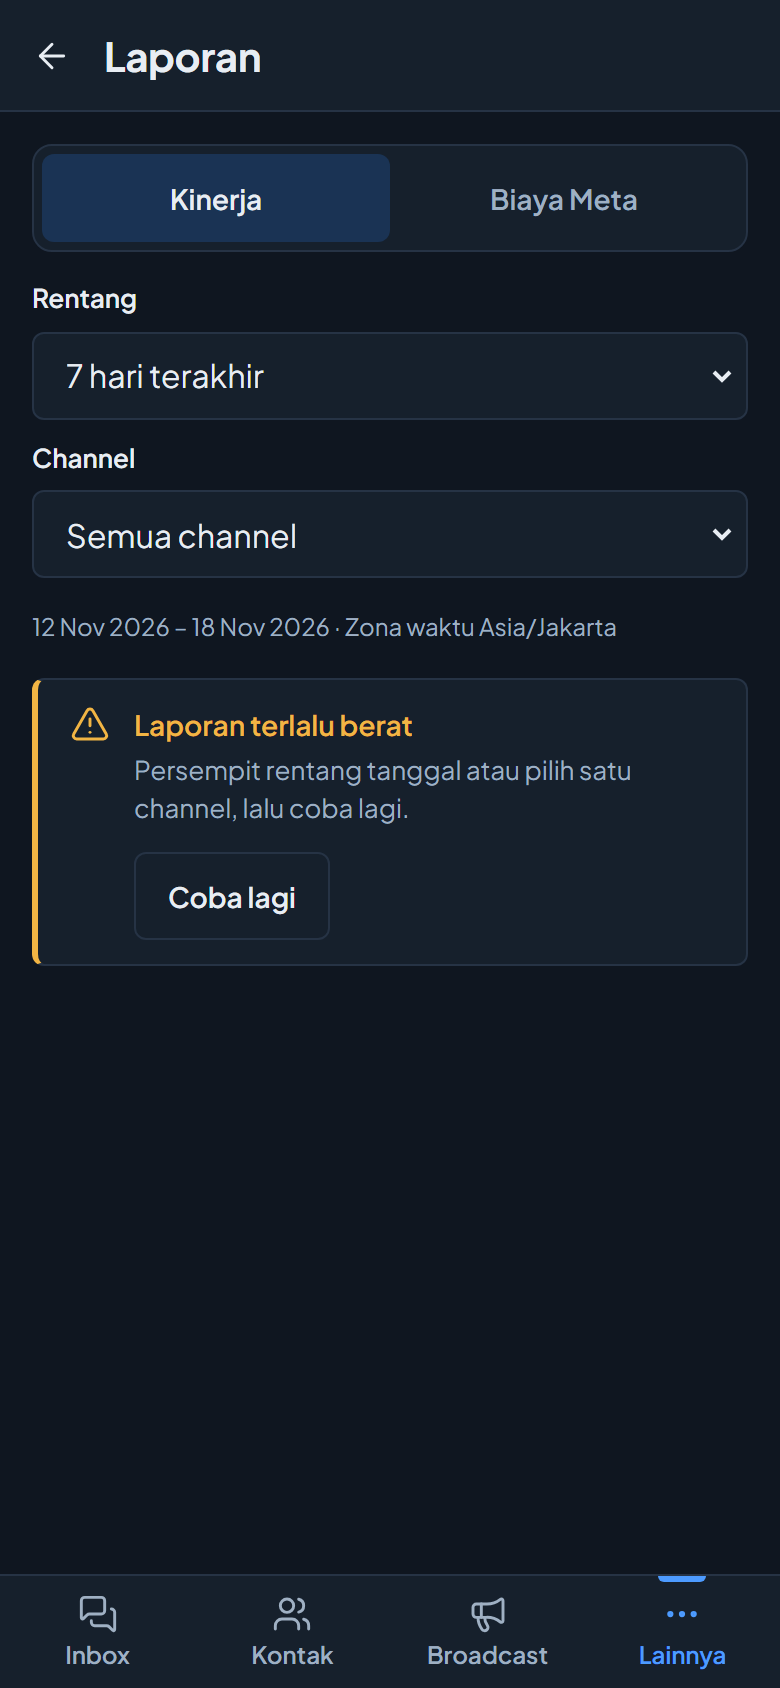 Laporan
Kinerja
Biaya Meta
Rentang
7 hari terakhir
Channel
Semua channel
12 Nov 2026 – 18 Nov 2026 · Zona waktu Asia/Jakarta
Laporan terlalu berat
Persempit rentang tanggal atau pilih satu
channel, lalu coba lagi.
Coba lagi
Inbox
Kontak
Broadcast
Lainnya